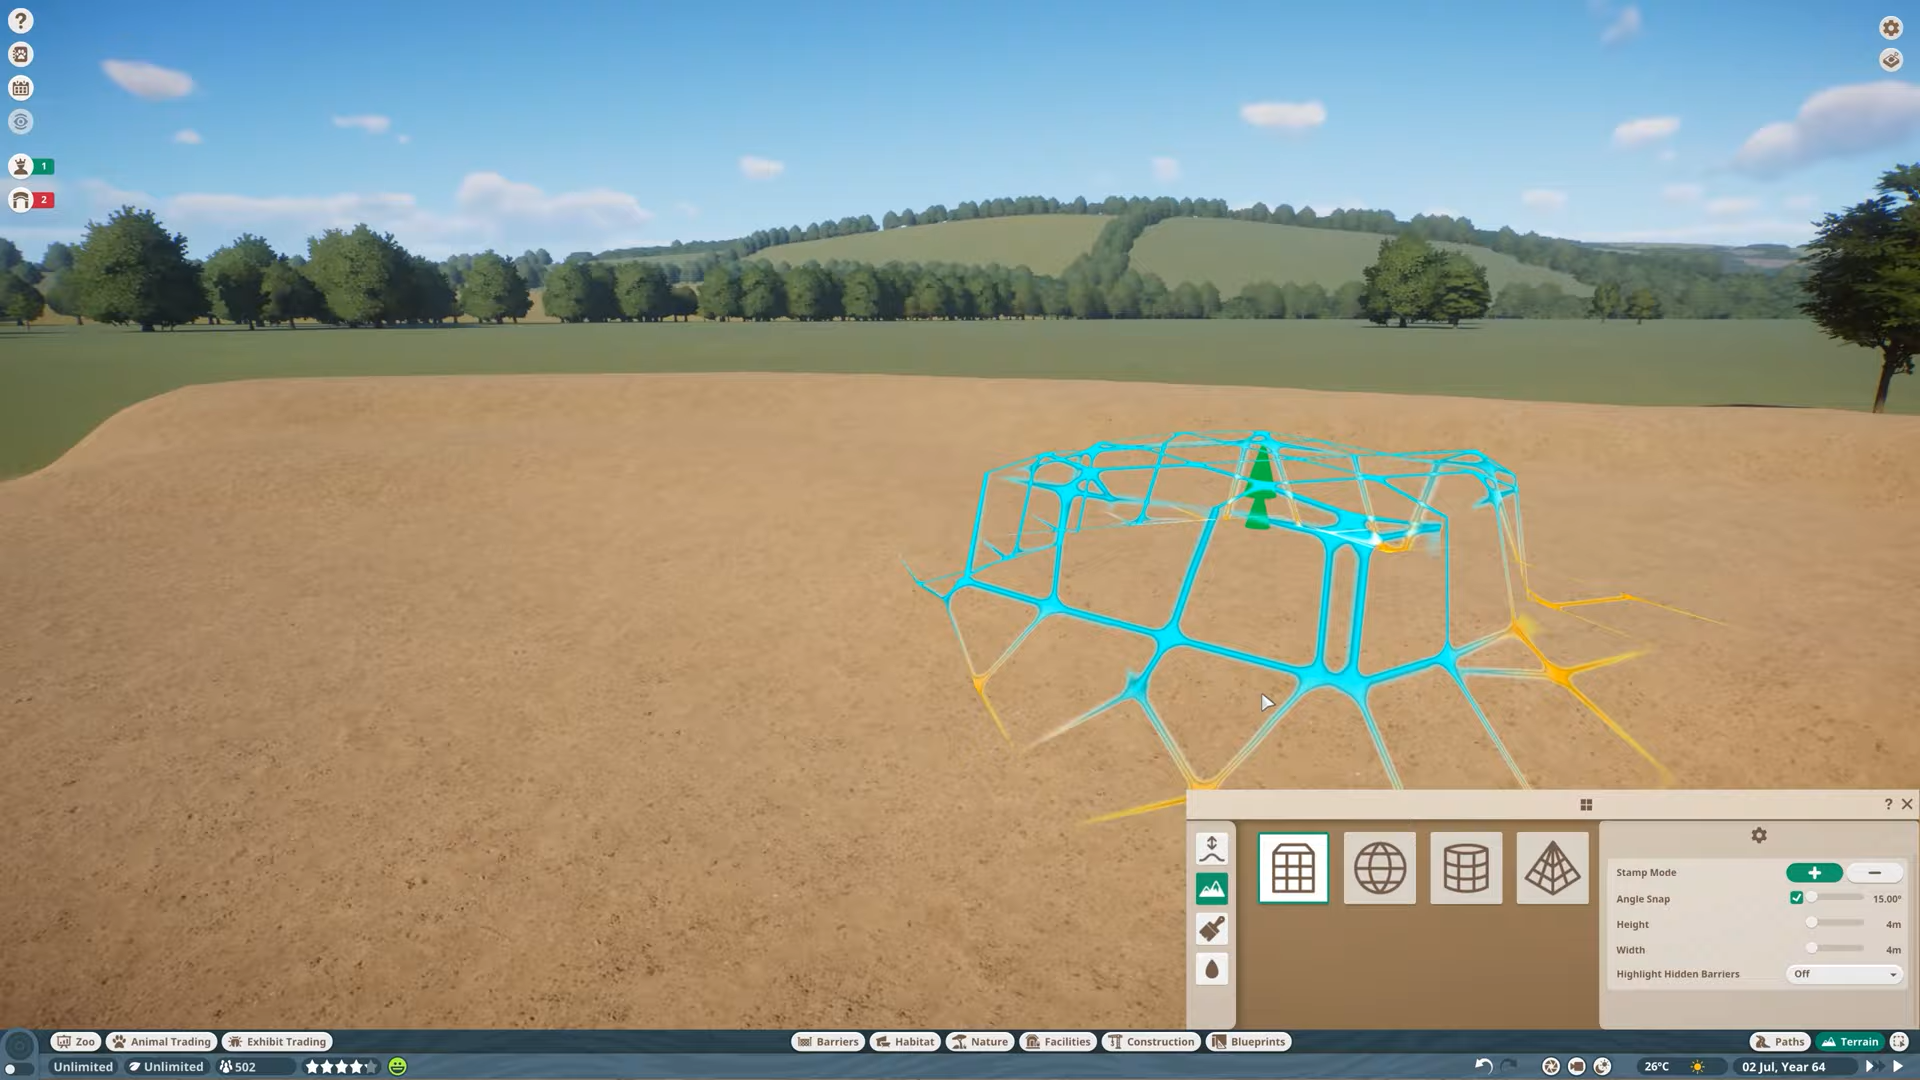 ?
1
2
? ×
Stamp Mode + −
Angle Snap 15.00°
Height 4m
Width 4m
Highlight Hidden Barriers Off
Zoo Animal Trading Exhibit Trading Barriers Habitat Nature Facilities Construction Blueprints Paths Terrain
Unlimited Unlimited 502 26°C 02 Jul, Year 64